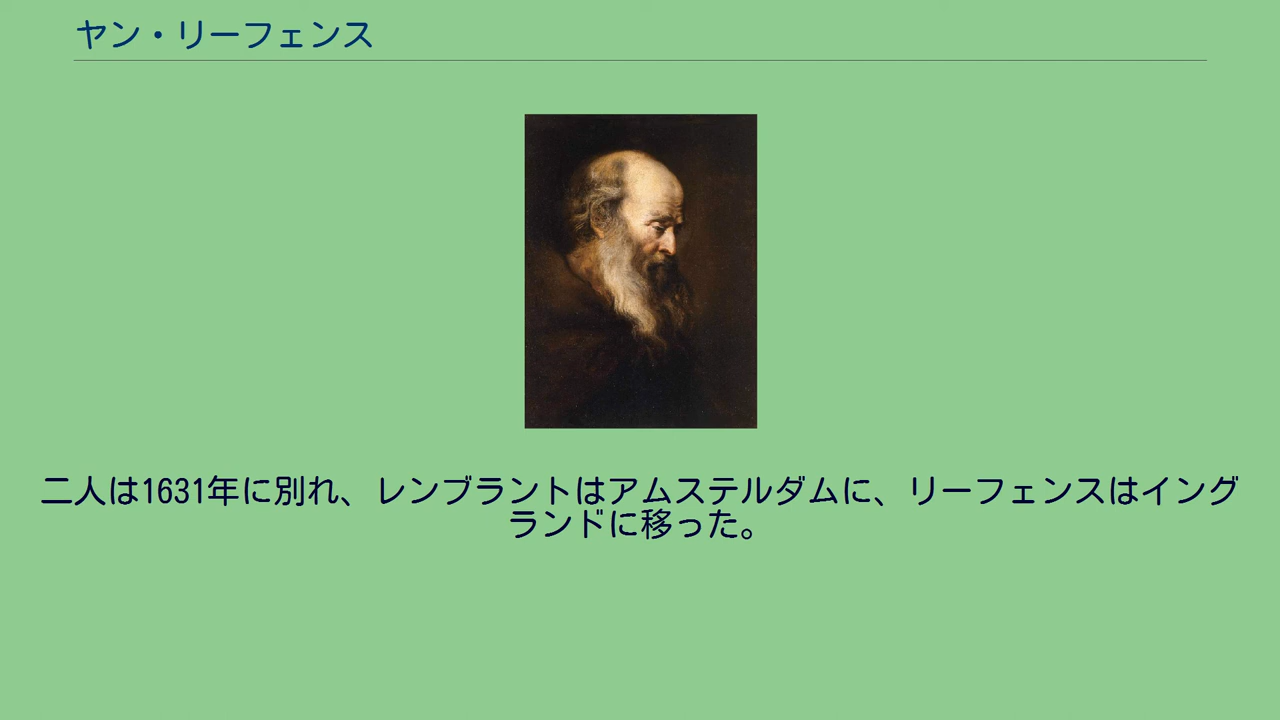 ヤン・リーフェンス
二人は1631年に別れ、レンブラントはアムステルダムに、リーフェンスはイング
ランドに移った。